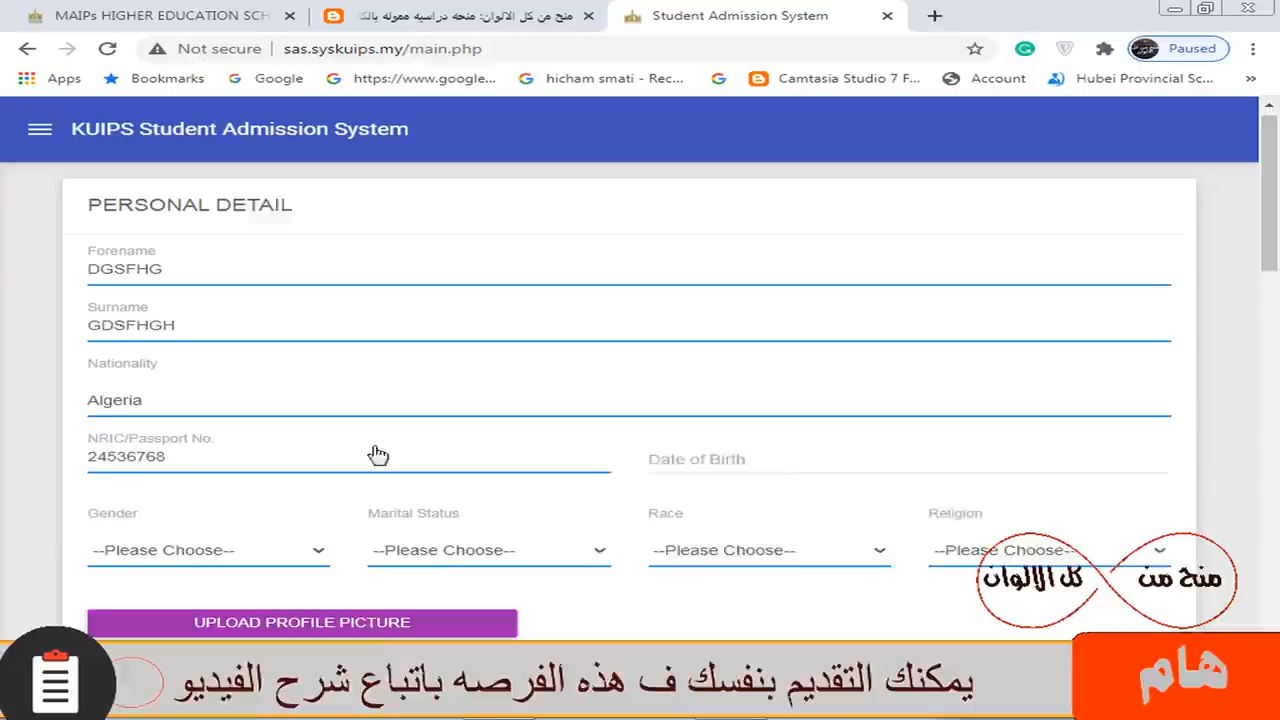 MAIPs HIGHER EDUCATION SCH
منح من كل الالوان: منحه دراسيه ممولة بالك
Student Admission System
Not secure
sas.syskuips.my/main.php
Paused
Apps
Bookmarks
Google
https://www.google...
hicham smati - Rec...
Camtasia Studio 7 F...
Account
Hubei Provincial Sc...
KUIPS Student Admission System
PERSONAL DETAIL
Forename
DGSFHG
Surname
GDSFHGH
Nationality
Algeria
NRIC/Passport No.
24536768
Date of Birth
Gender
Marital Status
Race
Religion
--Please Choose--
--Please Choose--
--Please Choose--
--Please Choose--
منح من كل الالوان
UPLOAD PROFILE PICTURE
هام
يمكنك التقديم بنفسك ف هذه الفرصه باتباع شرح الفيديو